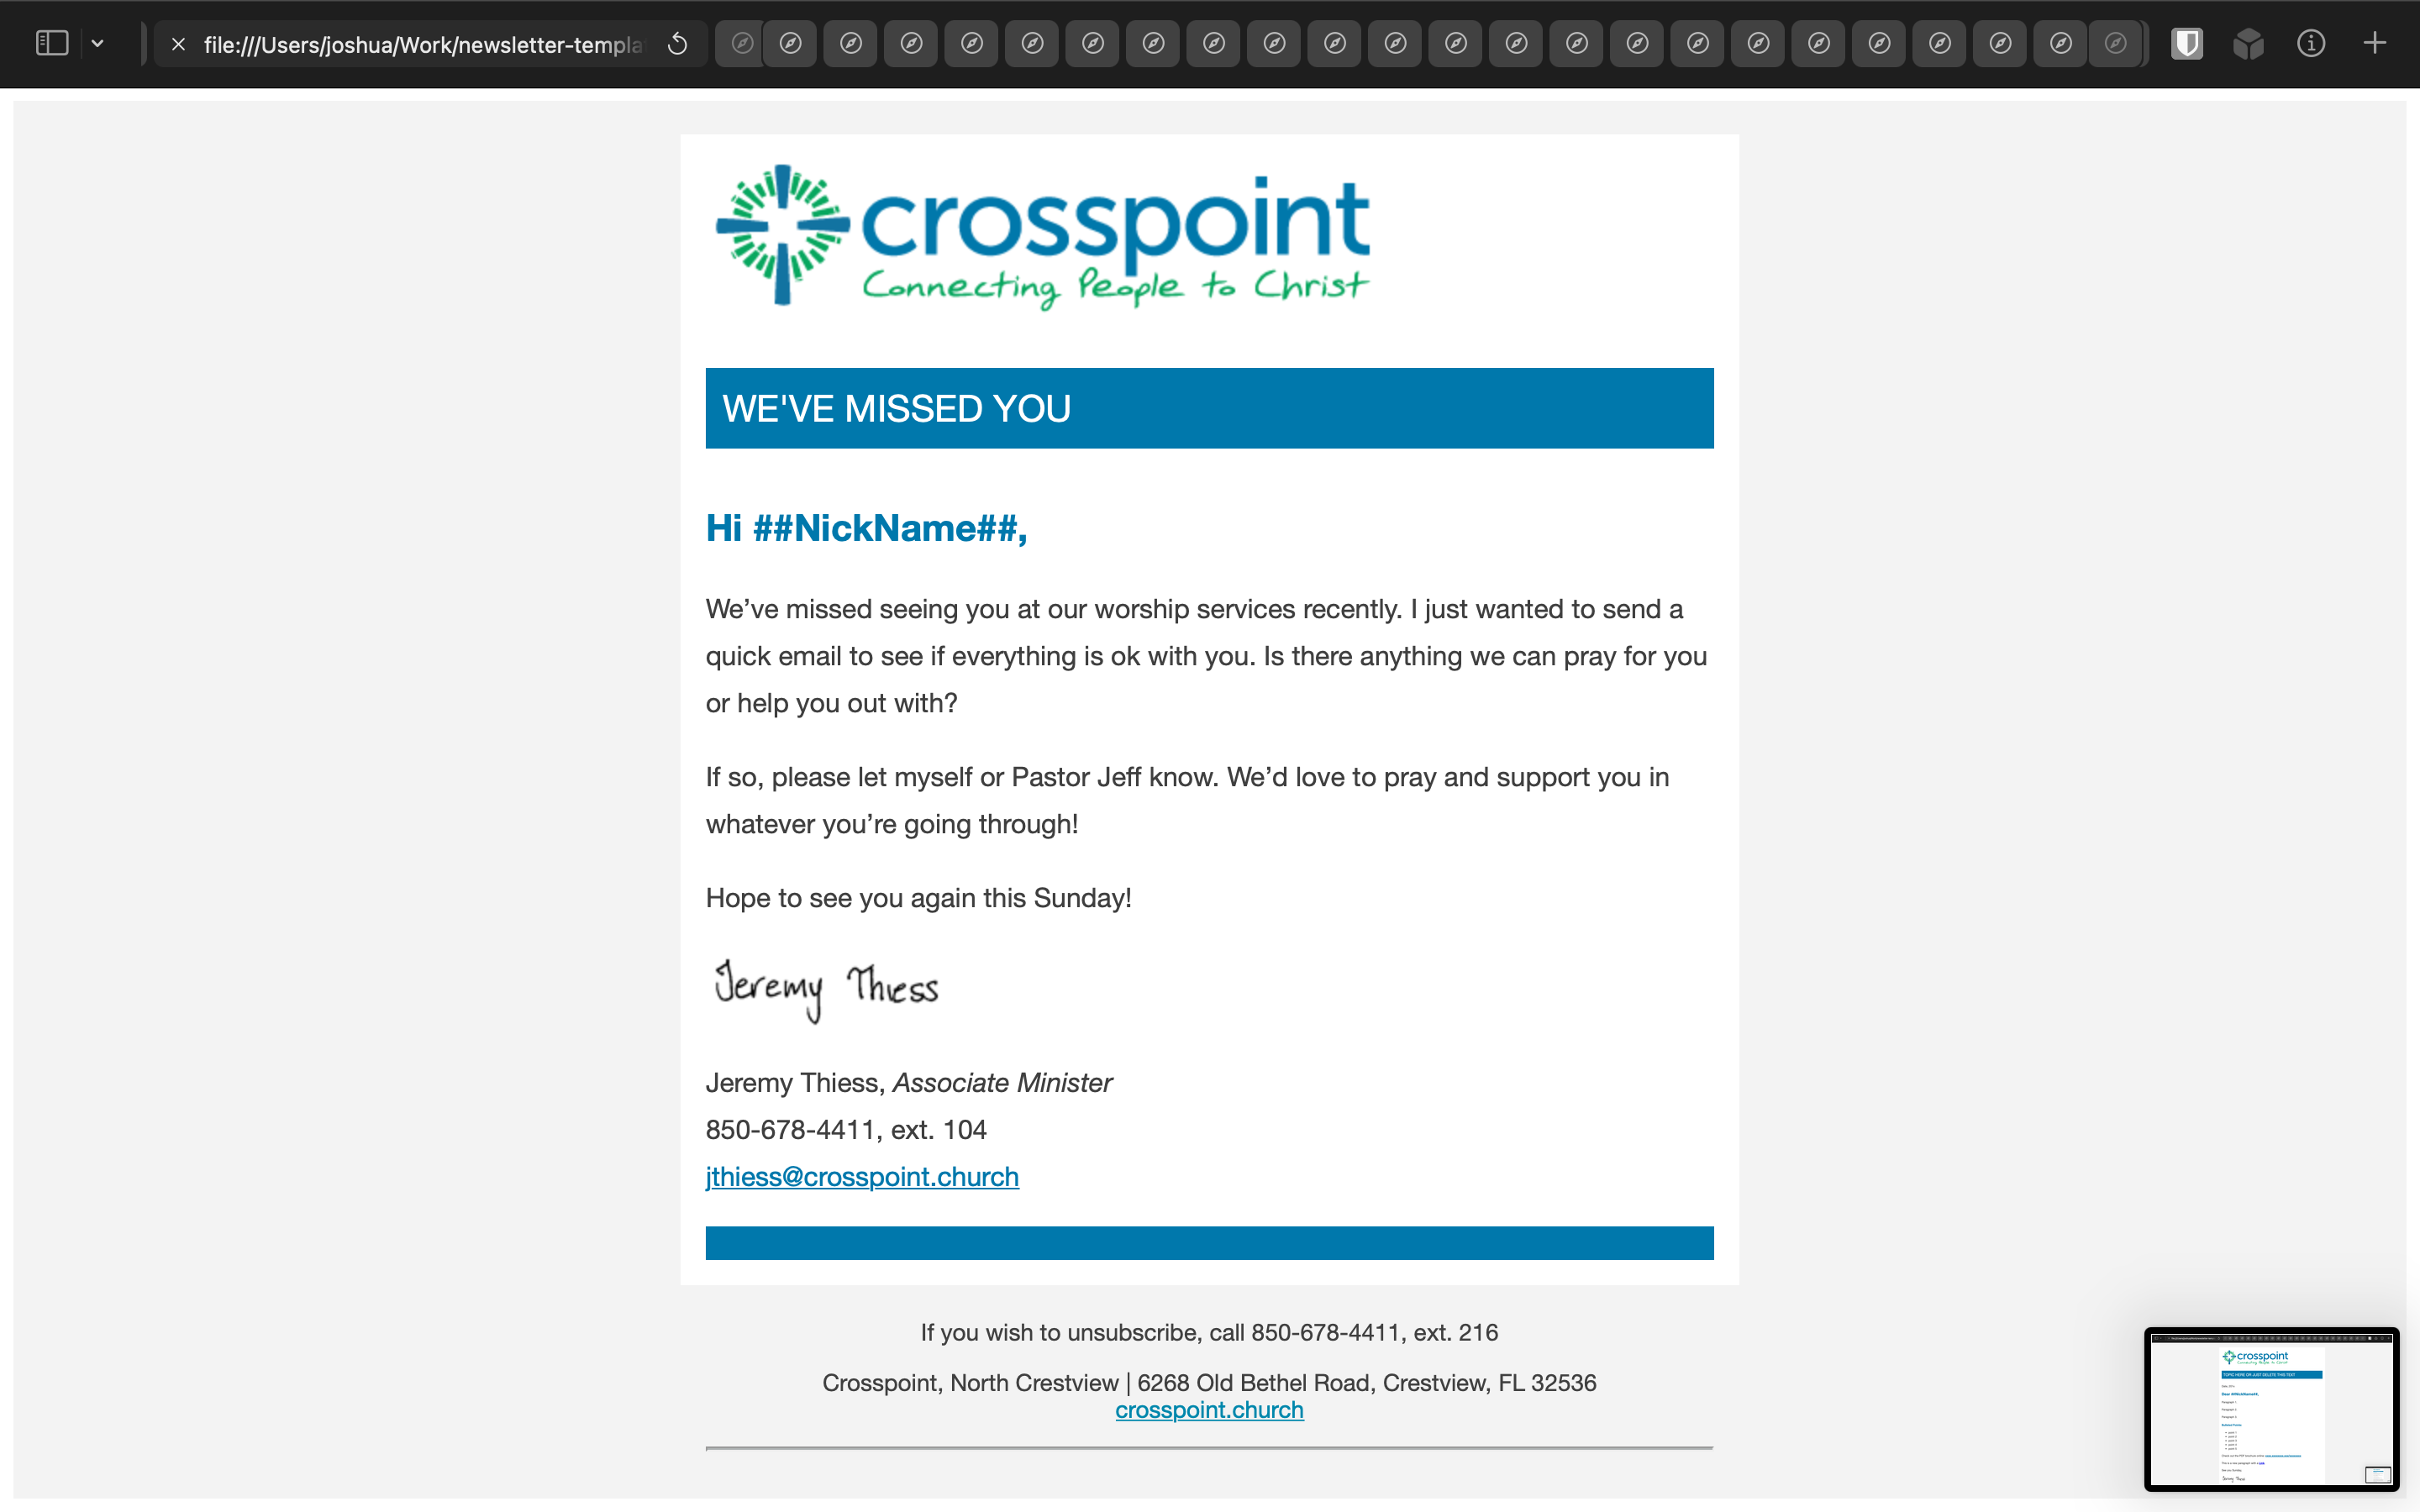 file:///Users/joshua/Work/newsletter-templa
crosspoint
Connecting People to Christ
WE'VE MISSED YOU
Hi ##NickName##,
We’ve missed seeing you at our worship services recently. I just wanted to send a
quick email to see if everything is ok with you. Is there anything we can pray for you
or help you out with?
If so, please let myself or Pastor Jeff know. We’d love to pray and support you in
whatever you’re going through!
Hope to see you again this Sunday!
Jeremy Thiess
Jeremy Thiess, Associate Minister
850-678-4411, ext. 104
jthiess@crosspoint.church
If you wish to unsubscribe, call 850-678-4411, ext. 216
Crosspoint, North Crestview | 6268 Old Bethel Road, Crestview, FL 32536
crosspoint.church
crosspoint
Connecting People to Christ